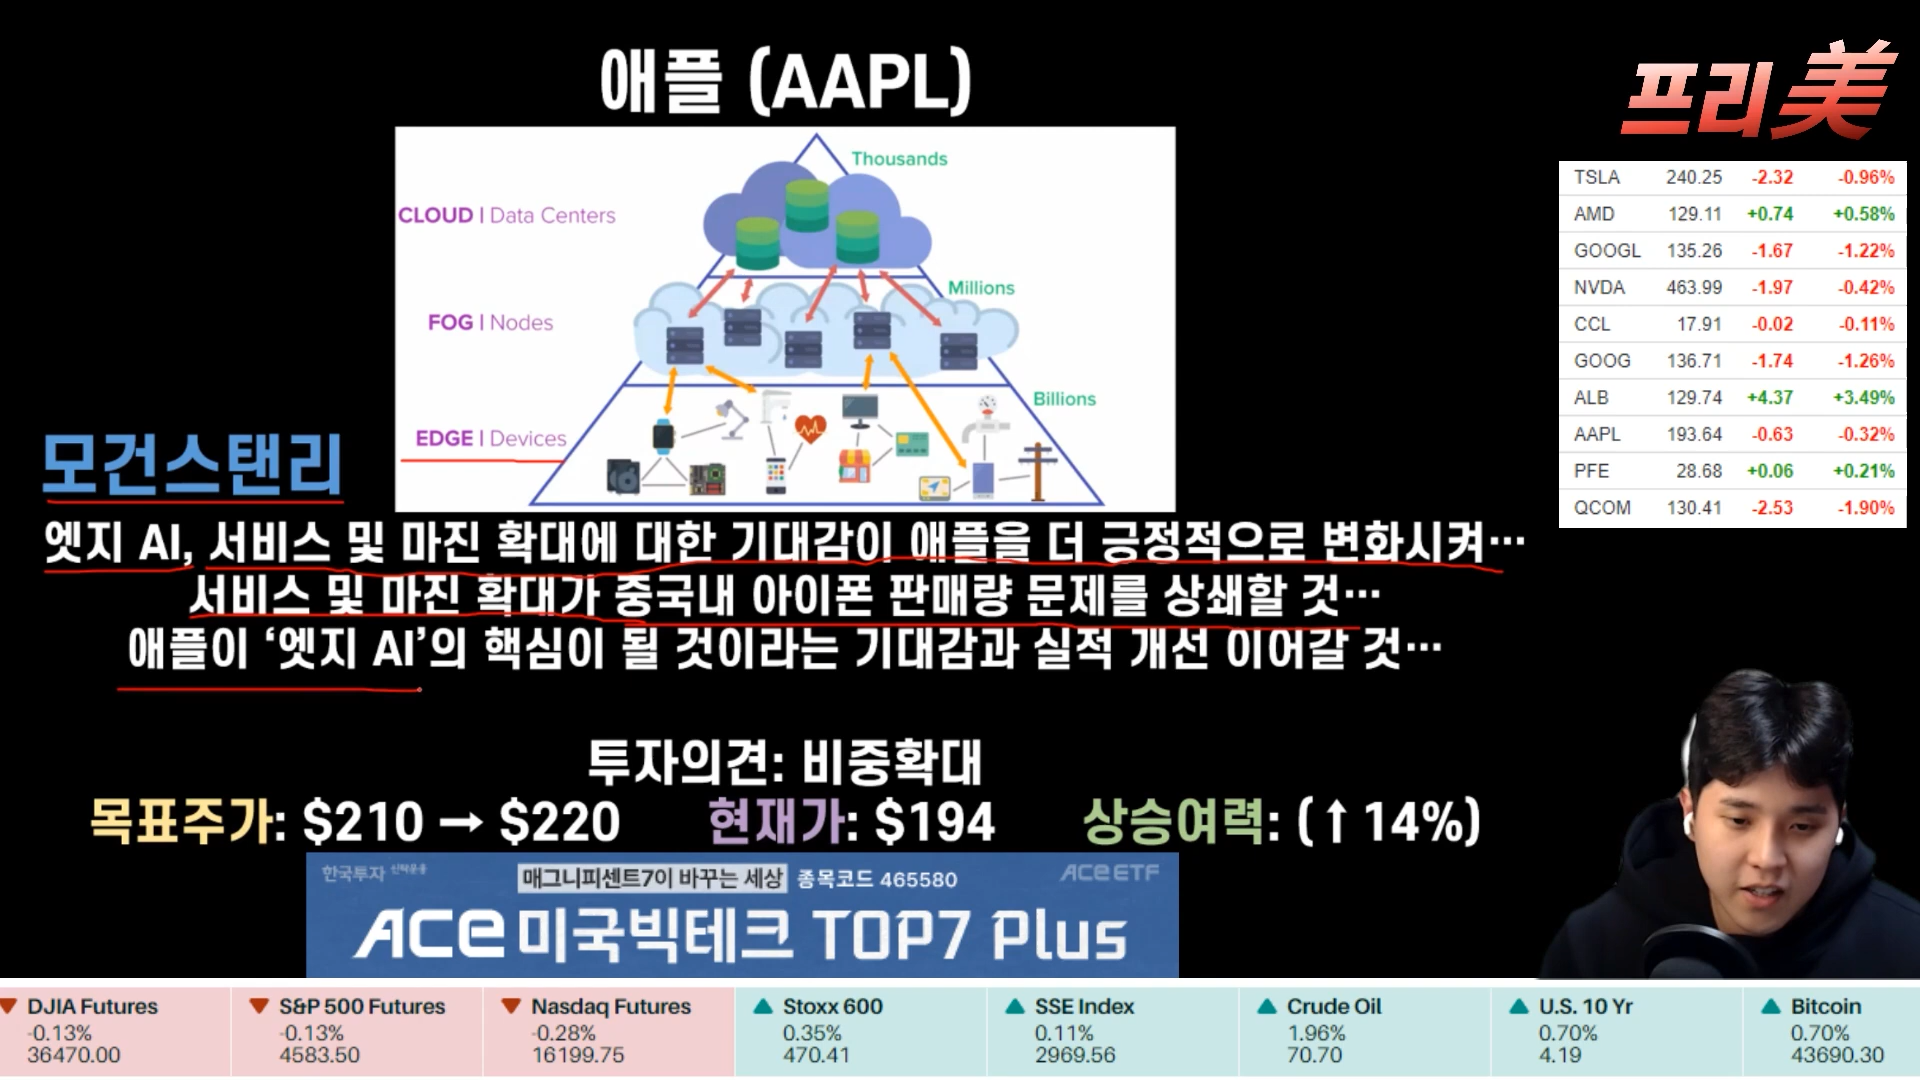 애플 (AAPL)
프리美
Thousands
CLOUD | Data Centers
Millions
FOG | Nodes
Billions
EDGE | Devices
TSLA 240.25 -2.32 -0.96%
AMD 129.11 +0.74 +0.58%
GOOGL 135.26 -1.67 -1.22%
NVDA 463.99 -1.97 -0.42%
CCL 17.91 -0.02 -0.11%
GOOG 136.71 -1.74 -1.26%
ALB 129.74 +4.37 +3.49%
AAPL 193.64 -0.63 -0.32%
PFE 28.68 +0.06 +0.21%
QCOM 130.41 -2.53 -1.90%
모건스탠리
엣지 AI, 서비스 및 마진 확대에 대한 기대감이 애플을 더 긍정적으로 변화시켜…
서비스 및 마진 확대가 중국내 아이폰 판매량 문제를 상쇄할 것…
애플이 ‘엣지 AI’의 핵심이 될 것이라는 기대감과 실적 개선 이어갈 것…
투자의견: 비중확대
목표주가: $210 → $220 현재가: $194 상승여력: (↑ 14%)
한국투자 신탁운용
매그니피센트7이 바꾸는 세상 종목코드 465580
ACE ETF
ACE 미국빅테크 TOP7 Plus
DJIA Futures
-0.13%
36470.00
S&P 500 Futures
-0.13%
4583.50
Nasdaq Futures
-0.28%
16199.75
Stoxx 600
0.35%
470.41
SSE Index
0.11%
2969.56
Crude Oil
1.96%
70.70
U.S. 10 Yr
0.70%
4.19
Bitcoin
0.70%
43690.30